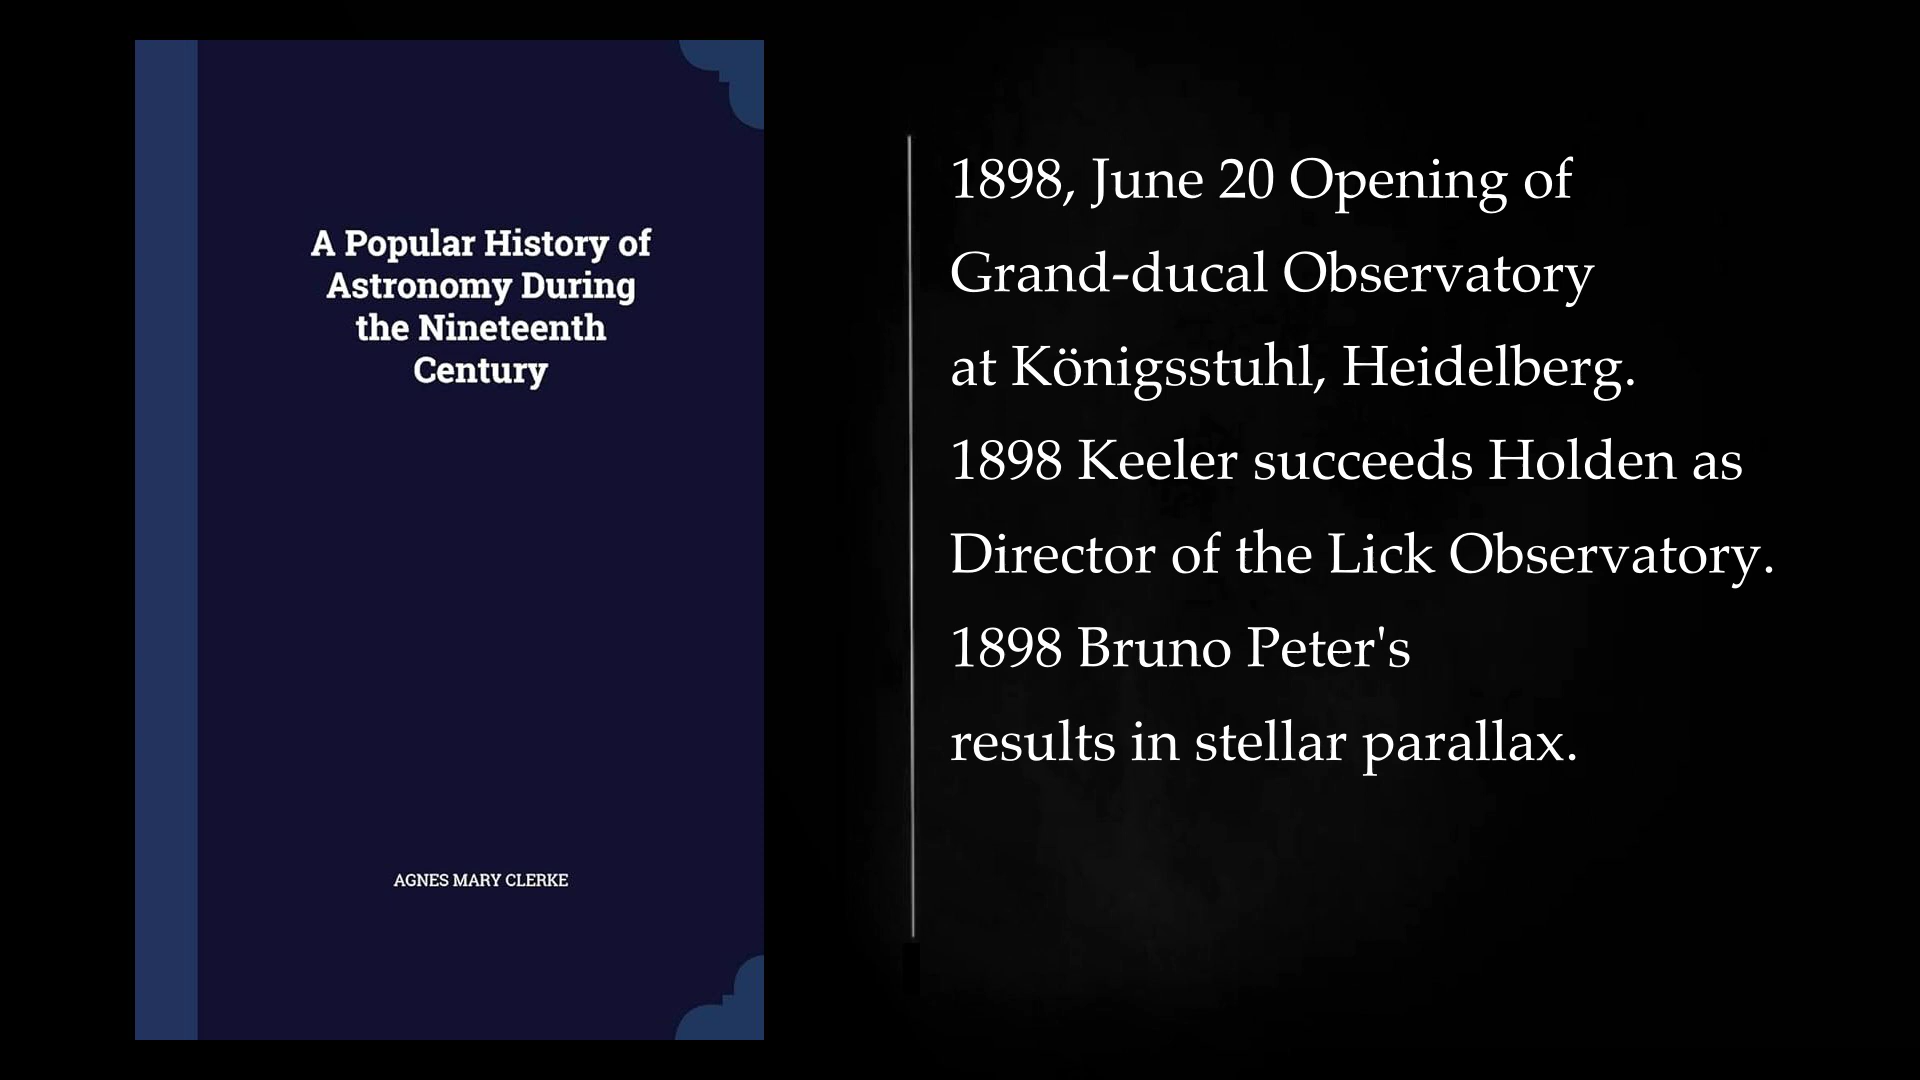 A Popular History of
Astronomy During
the Nineteenth
Century
AGNES MARY CLERKE
1898, June 20 Opening of
Grand-ducal Observatory
at Königsstuhl, Heidelberg.
1898 Keeler succeeds Holden as
Director of the Lick Observatory.
1898 Bruno Peter's
results in stellar parallax.